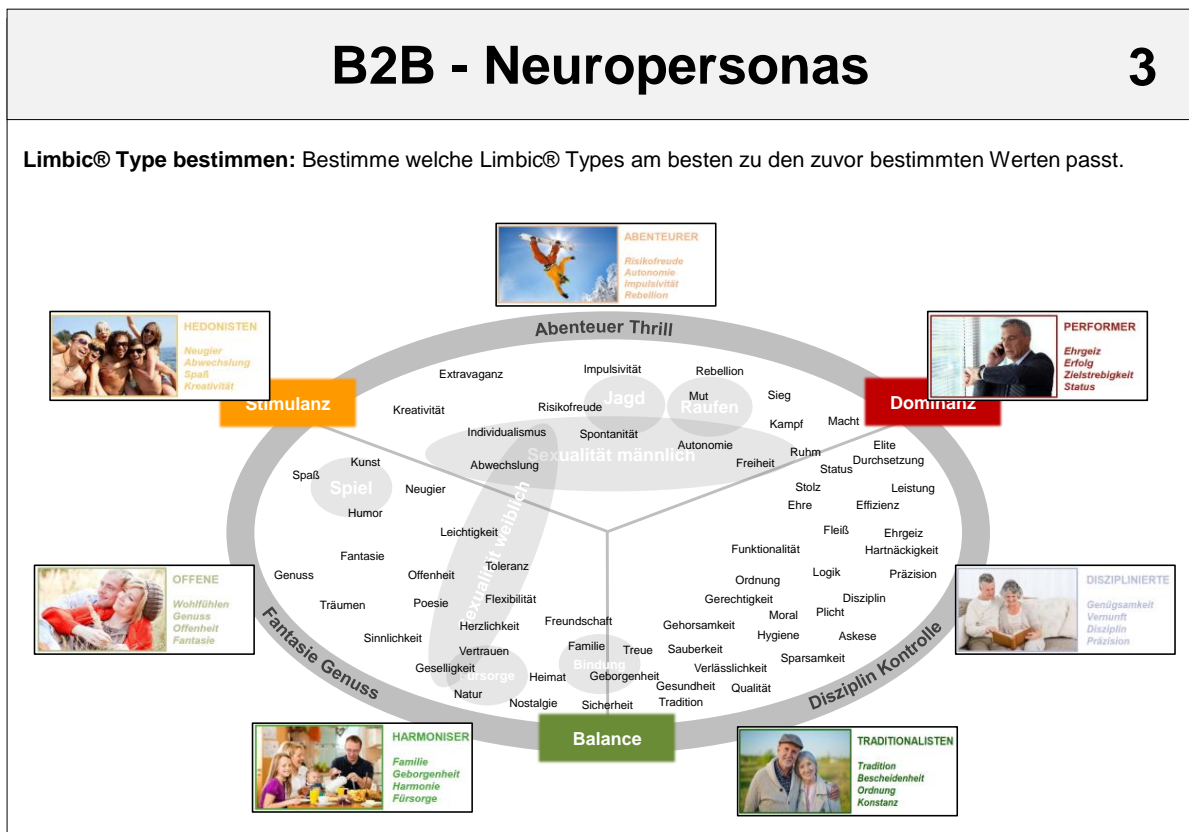 B2B - Neuropersonas
3
Limbic® Type bestimmen: Bestimme welche Limbic® Types am besten zu den zuvor bestimmten Werten passt.
ABENTEURER
Risikofreude
Autonomie
Impulsivität
Rebellion
HEDONISTEN
Neugier
Abwechslung
Spaß
Kreativität
PERFORMER
Ehrgeiz
Erfolg
Zielstrebigkeit
Status
Abenteuer Thrill
Stimulanz
Dominanz
Extravaganz
Impulsivität
Rebellion
Kreativität
Risikofreude
Jagd
Mut
Raufen
Sieg
Kampf
Macht
Individualismus
Spontanität
Autonomie
Sexualität männlich
Abwechslung
Freiheit
Ruhm
Elite
Durchsetzung
Status
Kunst
Spaß
Spiel
Neugier
Humor
Stolz
Leistung
Ehre
Effizienz
Sexualität weiblich
Leichtigkeit
Fleiß
Ehrgeiz
Funktionalität
Hartnäckigkeit
Fantasie
Genuss
Offenheit
Toleranz
Ordnung
Logik
Präzision
Träumen
Poesie
Flexibilität
Gerechtigkeit
Disziplin
Moral
Plicht
Sinnlichkeit
Herzlichkeit
Freundschaft
Gehorsamkeit
Hygiene
Askese
Vertrauen
Familie
Treue
Sauberkeit
Sparsamkeit
Geselligkeit
Fürsorge
Heimat
Bindung
Geborgenheit
Verlässlichkeit
Gesundheit
Qualität
Natur
Nostalgie
Sicherheit
Tradition
Fantasie Genuss
Disziplin Kontrolle
Balance
OFFENE
Wohlfühlen
Genuss
Offenheit
Fantasie
DISZIPLINIERTE
Genügsamkeit
Vernunft
Disziplin
Präzision
HARMONISER
Familie
Geborgenheit
Harmonie
Fürsorge
TRADITIONALISTEN
Tradition
Bescheidenheit
Ordnung
Konstanz